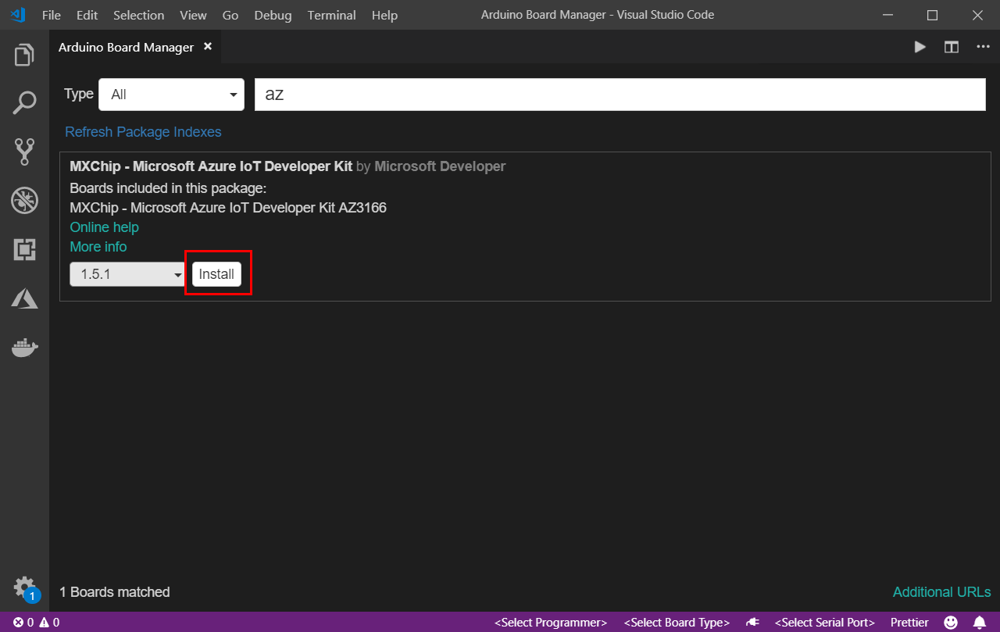 File Edit Selection View Go Debug Terminal Help Arduino Board Manager - Visual Studio Code
Arduino Board Manager
Type All az
Refresh Package Indexes
MXChip - Microsoft Azure IoT Developer Kit by Microsoft Developer
Boards included in this package:
MXChip - Microsoft Azure IoT Developer Kit AZ3166
Online help
More info
1.5.1 Install
1 Boards matched Additional URLs
1
0 0 <Select Programmer> <Select Board Type> <Select Serial Port> Prettier